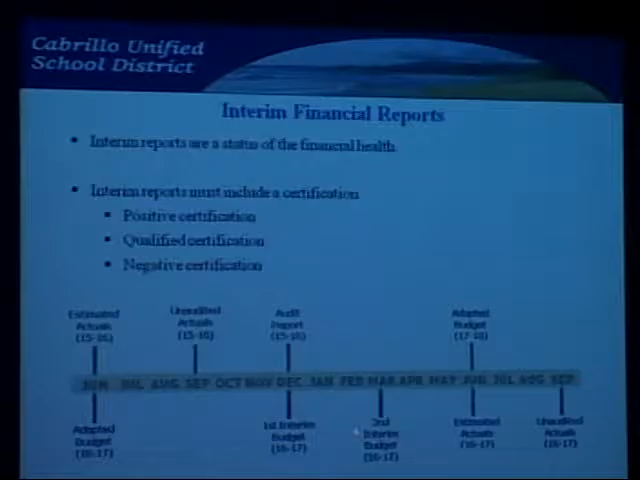 Cabrillo Unified
School District
Interim Financial Reports
Interim reports are a status of the financial health.
Interim reports must include a certification
Positive certification
Qualified certification
Negative certification
Estimated Actuals (15-16)
Unaudited Actuals (15-16)
Audit Report (15-16)
Adopted Budget (17-18)
JUN JUL AUG SEP OCT NOV DEC JAN FEB MAR APR MAY JUN JUL AUG SEP
Adopted Budget (16-17)
1st Interim Budget (16-17)
2nd Interim Budget (16-17)
Estimated Actuals (16-17)
Unaudited Actuals (16-17)